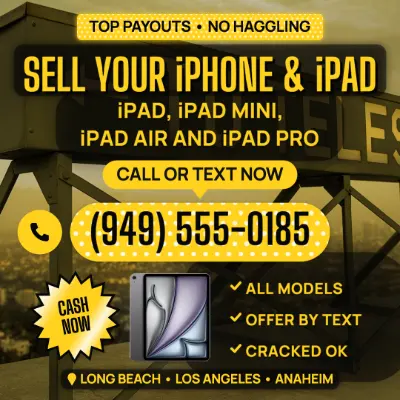 TOP PAYOUTS • NO HAGGLING
SELL YOUR iPHONE & iPAD
iPAD, iPAD MINI,
iPAD AIR AND iPAD PRO
CALL OR TEXT NOW
(949) 555-0185
CASH
NOW
ALL MODELS
OFFER BY TEXT
CRACKED OK
LONG BEACH • LOS ANGELES • ANAHEIM